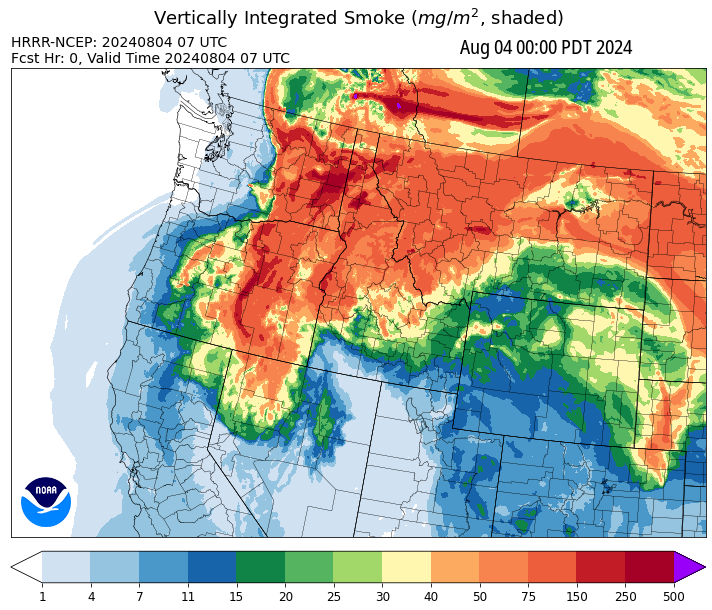 Vertically Integrated Smoke (mg/m², shaded)
HRRR-NCEP: 20240804 07 UTC
Fcst Hr: 0, Valid Time 20240804 07 UTC
Aug 04 00:00 PDT 2024
NOAA
1 4 7 11 15 20 25 30 40 50 75 150 250 500